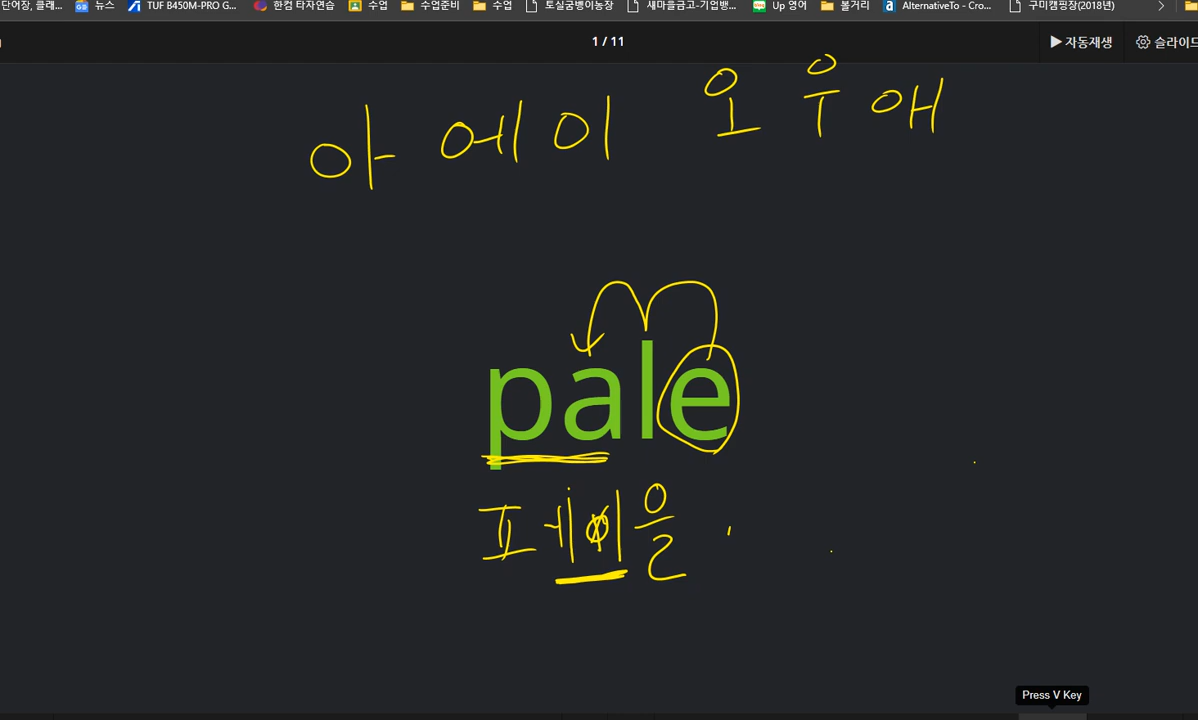 단어장, 클래... 뉴스 TUF B450M-PRO G... 한컴 타자연습 수업 수업준비 수업 토실굼벵이농장 새마을금고-기업뱅... Up 영어 볼거리 AlternativeTo - Cro... 구미캠핑장(2018년)
1 / 11 자동재생 슬라이드
아 에이 오 우 애
pale
페이을
Press V Key